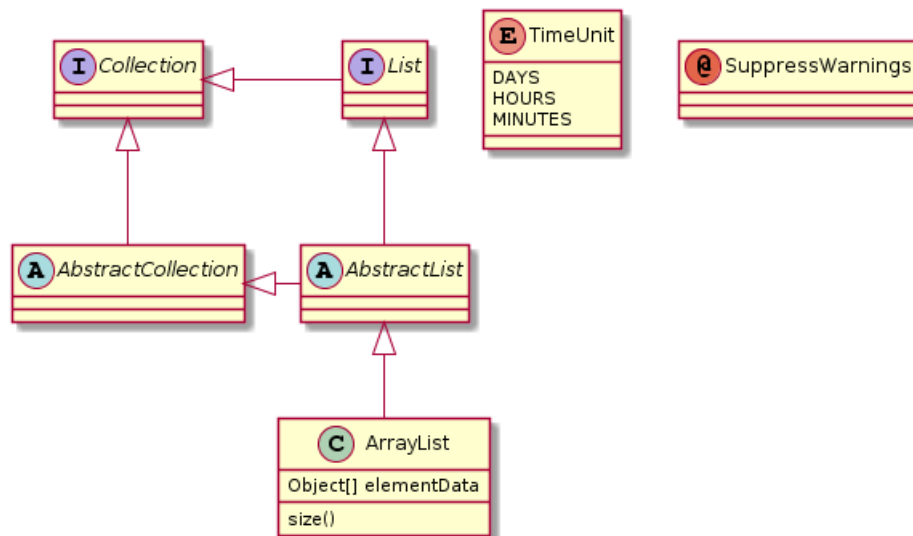 I Collection
I List
E TimeUnit
DAYS
HOURS
MINUTES
@ SuppressWarnings
A AbstractCollection
A AbstractList
C ArrayList
Object[] elementData
size()